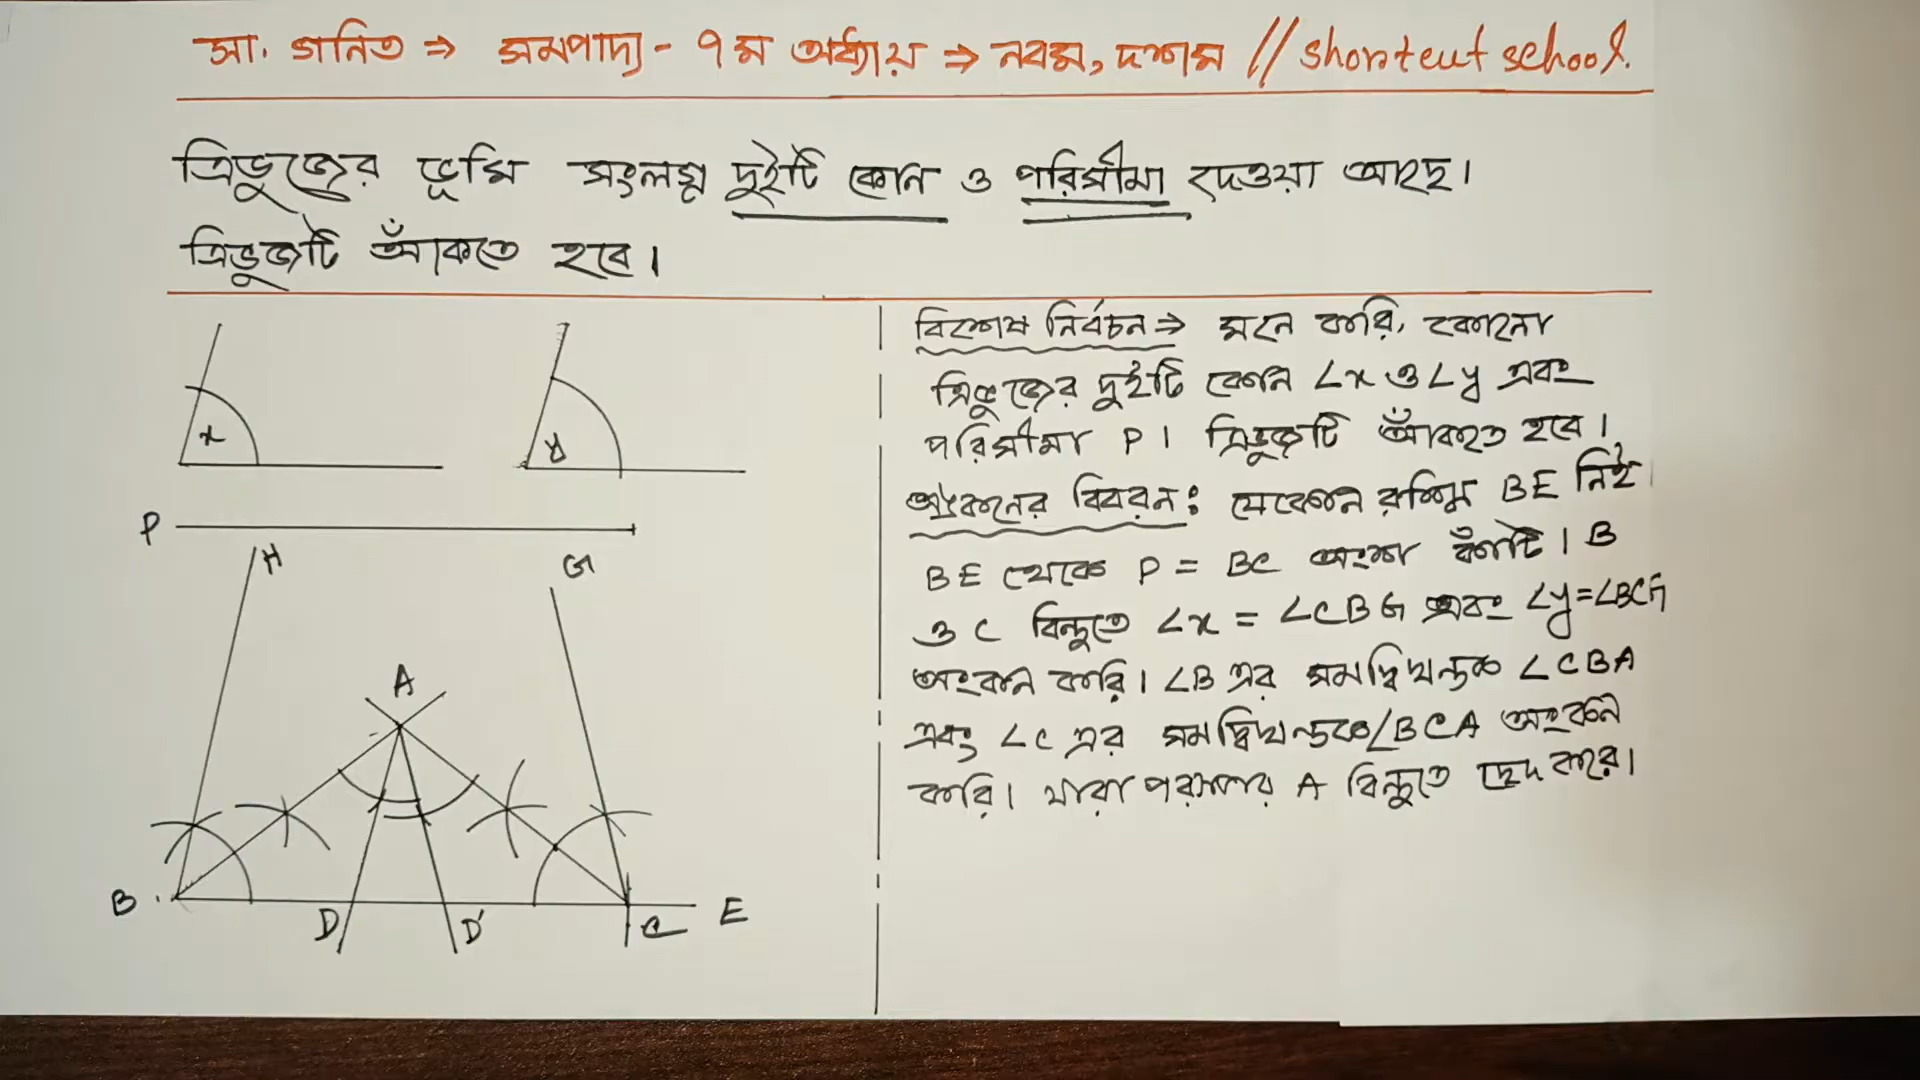 সা. গনিত ⇒ সমপাদ্য - ৭ম অধ্যায় ⇒ নবম, দশম // shortcut school.
ত্রিভুজের ভূমি সংলগ্ন দুইটি কোন ও পরিসীমা দেওয়া আছে।
ত্রিভুজটি আঁকতে হবে।
বিশেষ নির্বচন ⇒ মনে করি, কোনো
ত্রিভুজের দুইটি কোন ∠x ও ∠y এবং
পরিসীমা P। ত্রিভুজটি আঁকতে হবে।
অংকনের বিবরন: যেকোন রশ্মি BE নিই
BE থেকে P = BC অংশ কাঁটি। B
ও C বিন্দুতে ∠x = ∠CBG এবং ∠y=∠BCG
অংকন করি। ∠B এর সমদ্বিখন্ডক ∠CBA
এবং ∠C এর সমদ্বিখন্ডক ∠BCA অংকন
করি। যারা পরস্পর A বিন্দুতে ছেদ করে।
x
y
P
H
G
A
B
D
D'
C
E